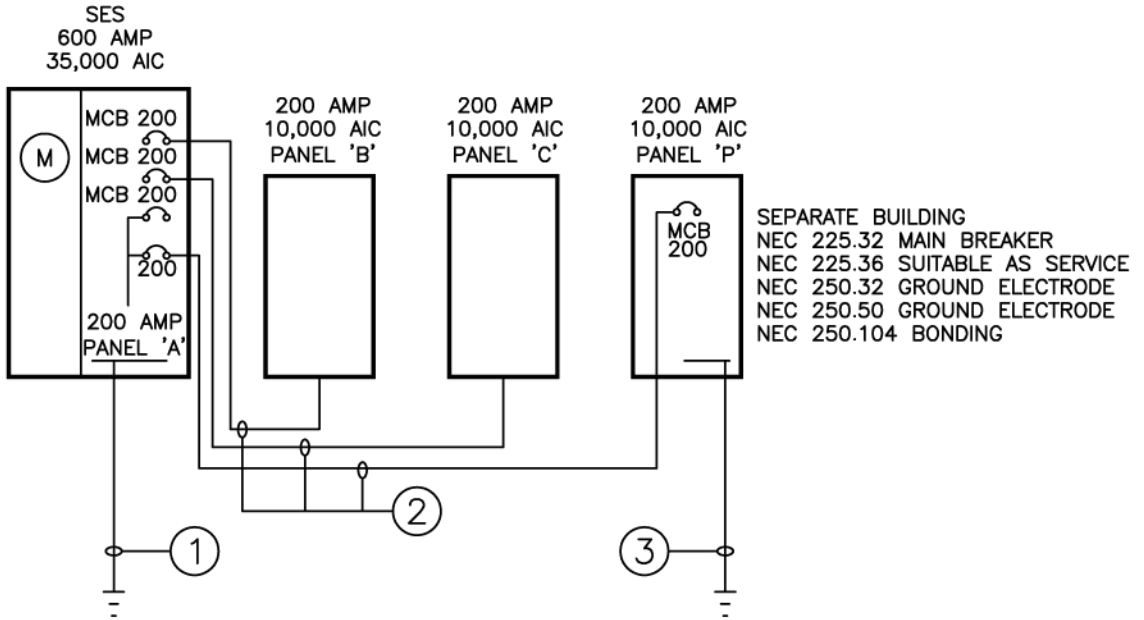 SES
600 AMP
35,000 AIC
M
MCB 200
MCB 200
MCB 200
200
200 AMP
PANEL 'A'
200 AMP
10,000 AIC
PANEL 'B'
200 AMP
10,000 AIC
PANEL 'C'
200 AMP
10,000 AIC
PANEL 'P'
MCB
200
SEPARATE BUILDING
NEC 225.32 MAIN BREAKER
NEC 225.36 SUITABLE AS SERVICE
NEC 250.32 GROUND ELECTRODE
NEC 250.50 GROUND ELECTRODE
NEC 250.104 BONDING
2
1
3